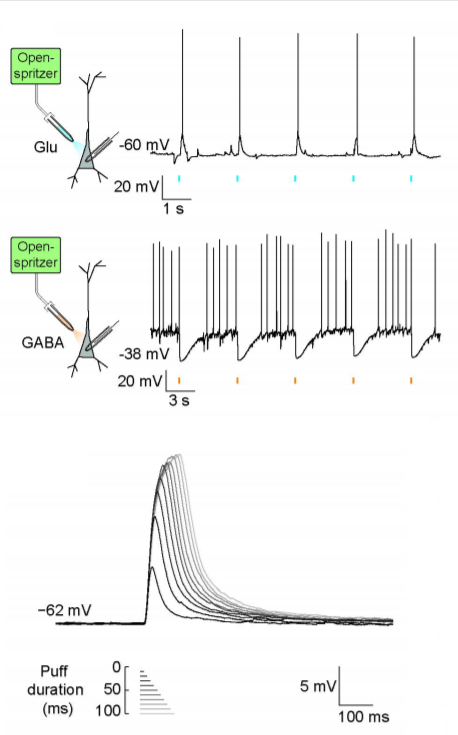 Open-
spritzer
Glu
-60 mV
20 mV
1 s
Open-
spritzer
GABA
-38 mV
20 mV
3 s
−62 mV
Puff
duration
(ms)
0
50
100
5 mV
100 ms